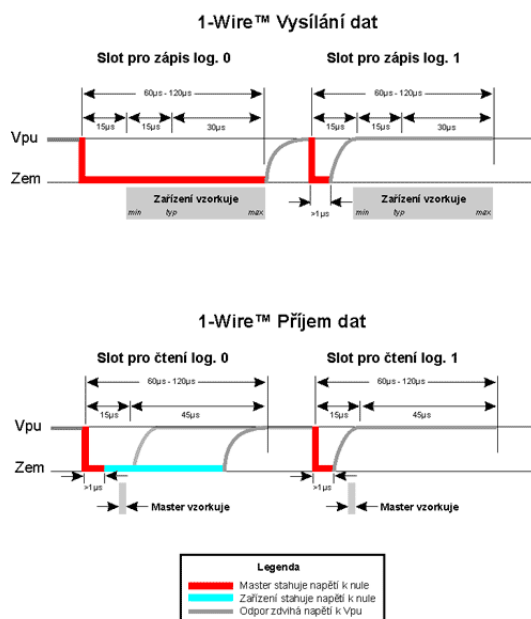 1-Wire™ Vysílání dat
Slot pro zápis log. 0 Slot pro zápis log. 1
60µs - 120µs 60µs - 120µs
15µs 15µs 30µs 15µs 15µs 30µs
Vpu
Zem
Zařízení vzorkuje Zařízení vzorkuje
min typ max min typ max
>1µs
1-Wire™ Příjem dat
Slot pro čtení log. 0 Slot pro čtení log. 1
60µs - 120µs 60µs - 120µs
15µs 45µs 15µs 45µs
Vpu
Zem
>1µs >1µs
Master vzorkuje Master vzorkuje
Legenda
Master stahuje napětí k nule
Zařízení stahuje napětí k nule
Odpor zdvihá napětí k Vpu